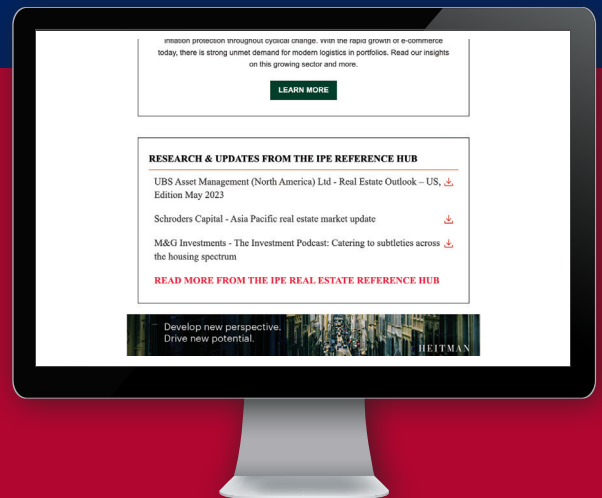 inflation protection throughout cyclical change. With the rapid growth of e-commerce
today, there is strong unmet demand for modern logistics in portfolios. Read our insights
on this growing sector and more.
LEARN MORE
RESEARCH & UPDATES FROM THE IPE REFERENCE HUB
UBS Asset Management (North America) Ltd - Real Estate Outlook – US,
Edition May 2023
Schroders Capital - Asia Pacific real estate market update
M&G Investments - The Investment Podcast: Catering to subtleties across
the housing spectrum
READ MORE FROM THE IPE REAL ESTATE REFERENCE HUB
Develop new perspective.
Drive new potential.
HEITMAN